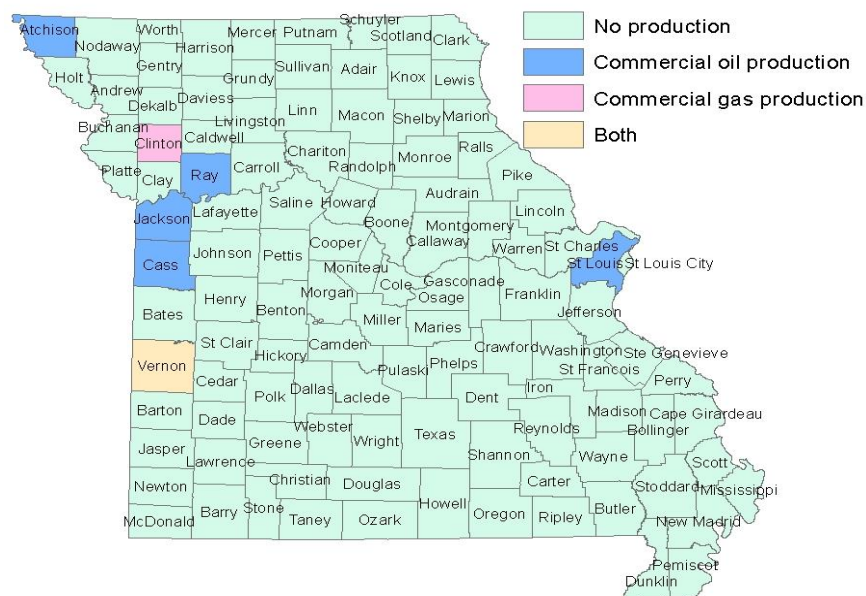 No production
Commercial oil production
Commercial gas production
Both
Atchison
Nodaway
Worth
Harrison
Mercer
Putnam
Schuyler
Scotland
Clark
Holt
Gentry
Grundy
Sullivan
Adair
Knox
Lewis
Andrew
Dekalb
Daviess
Livingston
Linn
Macon
Shelby
Marion
Buchanan
Clinton
Caldwell
Chariton
Randolph
Monroe
Ralls
Platte
Clay
Ray
Carroll
Pike
Audrain
Jackson
Lafayette
Saline
Howard
Boone
Lincoln
Montgomery
Callaway
Warren
St Charles
Cass
Johnson
Pettis
Cooper
Moniteau
Cole
Gasconade
Osage
Franklin
St Louis
St Louis City
Jefferson
Bates
Henry
Benton
Morgan
Miller
Maries
St Clair
Hickory
Camden
Pulaski
Phelps
Crawford
Washington
Ste Genevieve
St Francois
Perry
Vernon
Cedar
Polk
Dallas
Laclede
Dent
Iron
Madison
Cape Girardeau
Bollinger
Barton
Dade
Greene
Webster
Wright
Texas
Reynolds
Shannon
Wayne
Scott
Jasper
Lawrence
Christian
Douglas
Carter
Stoddard
Mississippi
Newton
McDonald
Barry
Stone
Taney
Ozark
Howell
Oregon
Ripley
Butler
New Madrid
Pemiscot
Dunklin